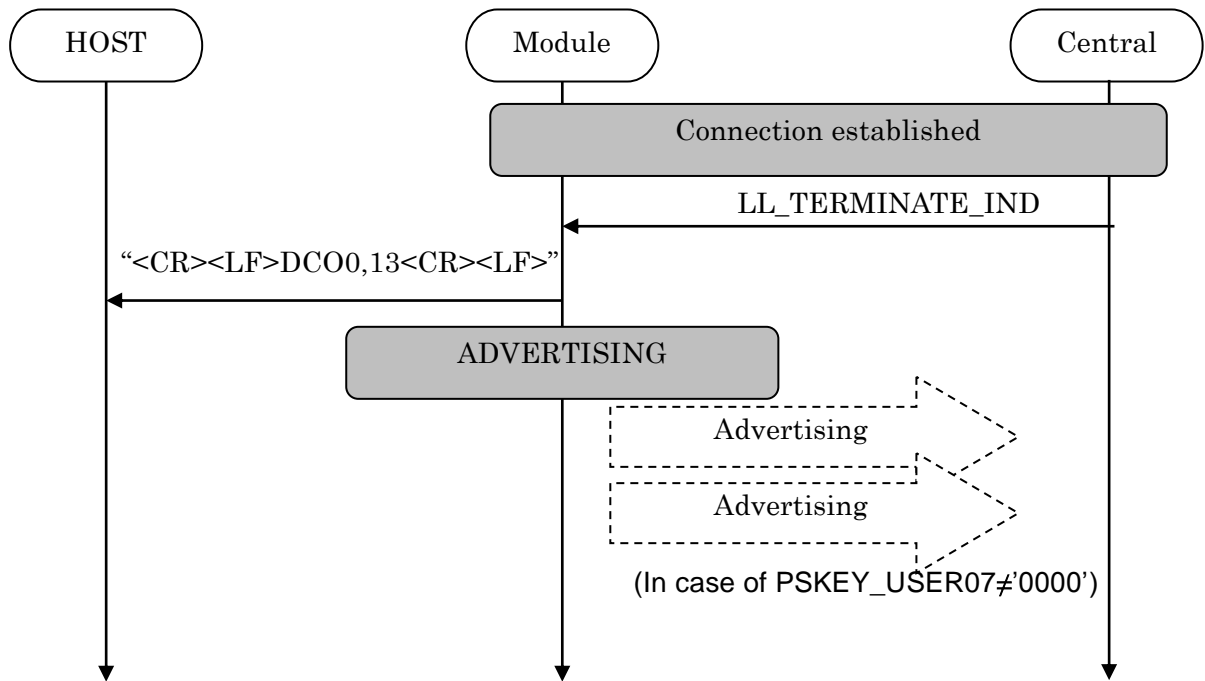 HOST
Module
Central
Connection established
LL_TERMINATE_IND
“<CR><LF>DCO0,13<CR><LF>”
ADVERTISING
Advertising
Advertising
(In case of PSKEY_USER07≠'0000')